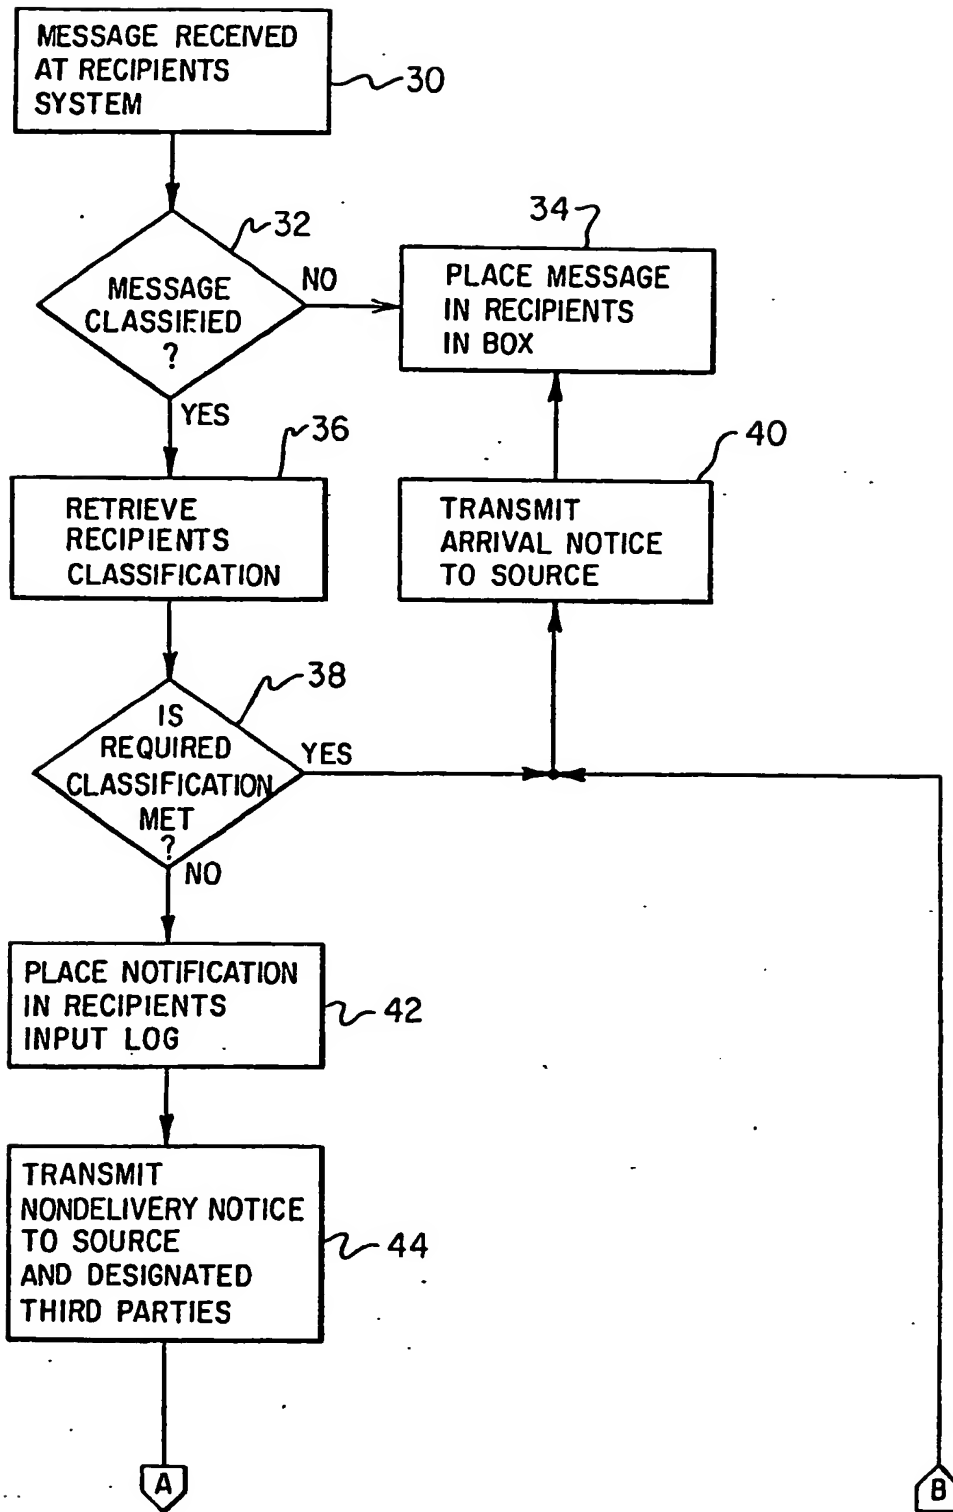 MESSAGE RECEIVED
AT RECIPIENTS
SYSTEM
30
32
MESSAGE
CLASSIFIED
?
NO
YES
34
PLACE MESSAGE
IN RECIPIENTS
IN BOX
36
RETRIEVE
RECIPIENTS
CLASSIFICATION
40
TRANSMIT
ARRIVAL NOTICE
TO SOURCE
38
IS
REQUIRED
CLASSIFICATION
MET
?
YES
NO
PLACE NOTIFICATION
IN RECIPIENTS
INPUT LOG
42
TRANSMIT
NONDELIVERY NOTICE
TO SOURCE
AND DESIGNATED
THIRD PARTIES
44
A
B